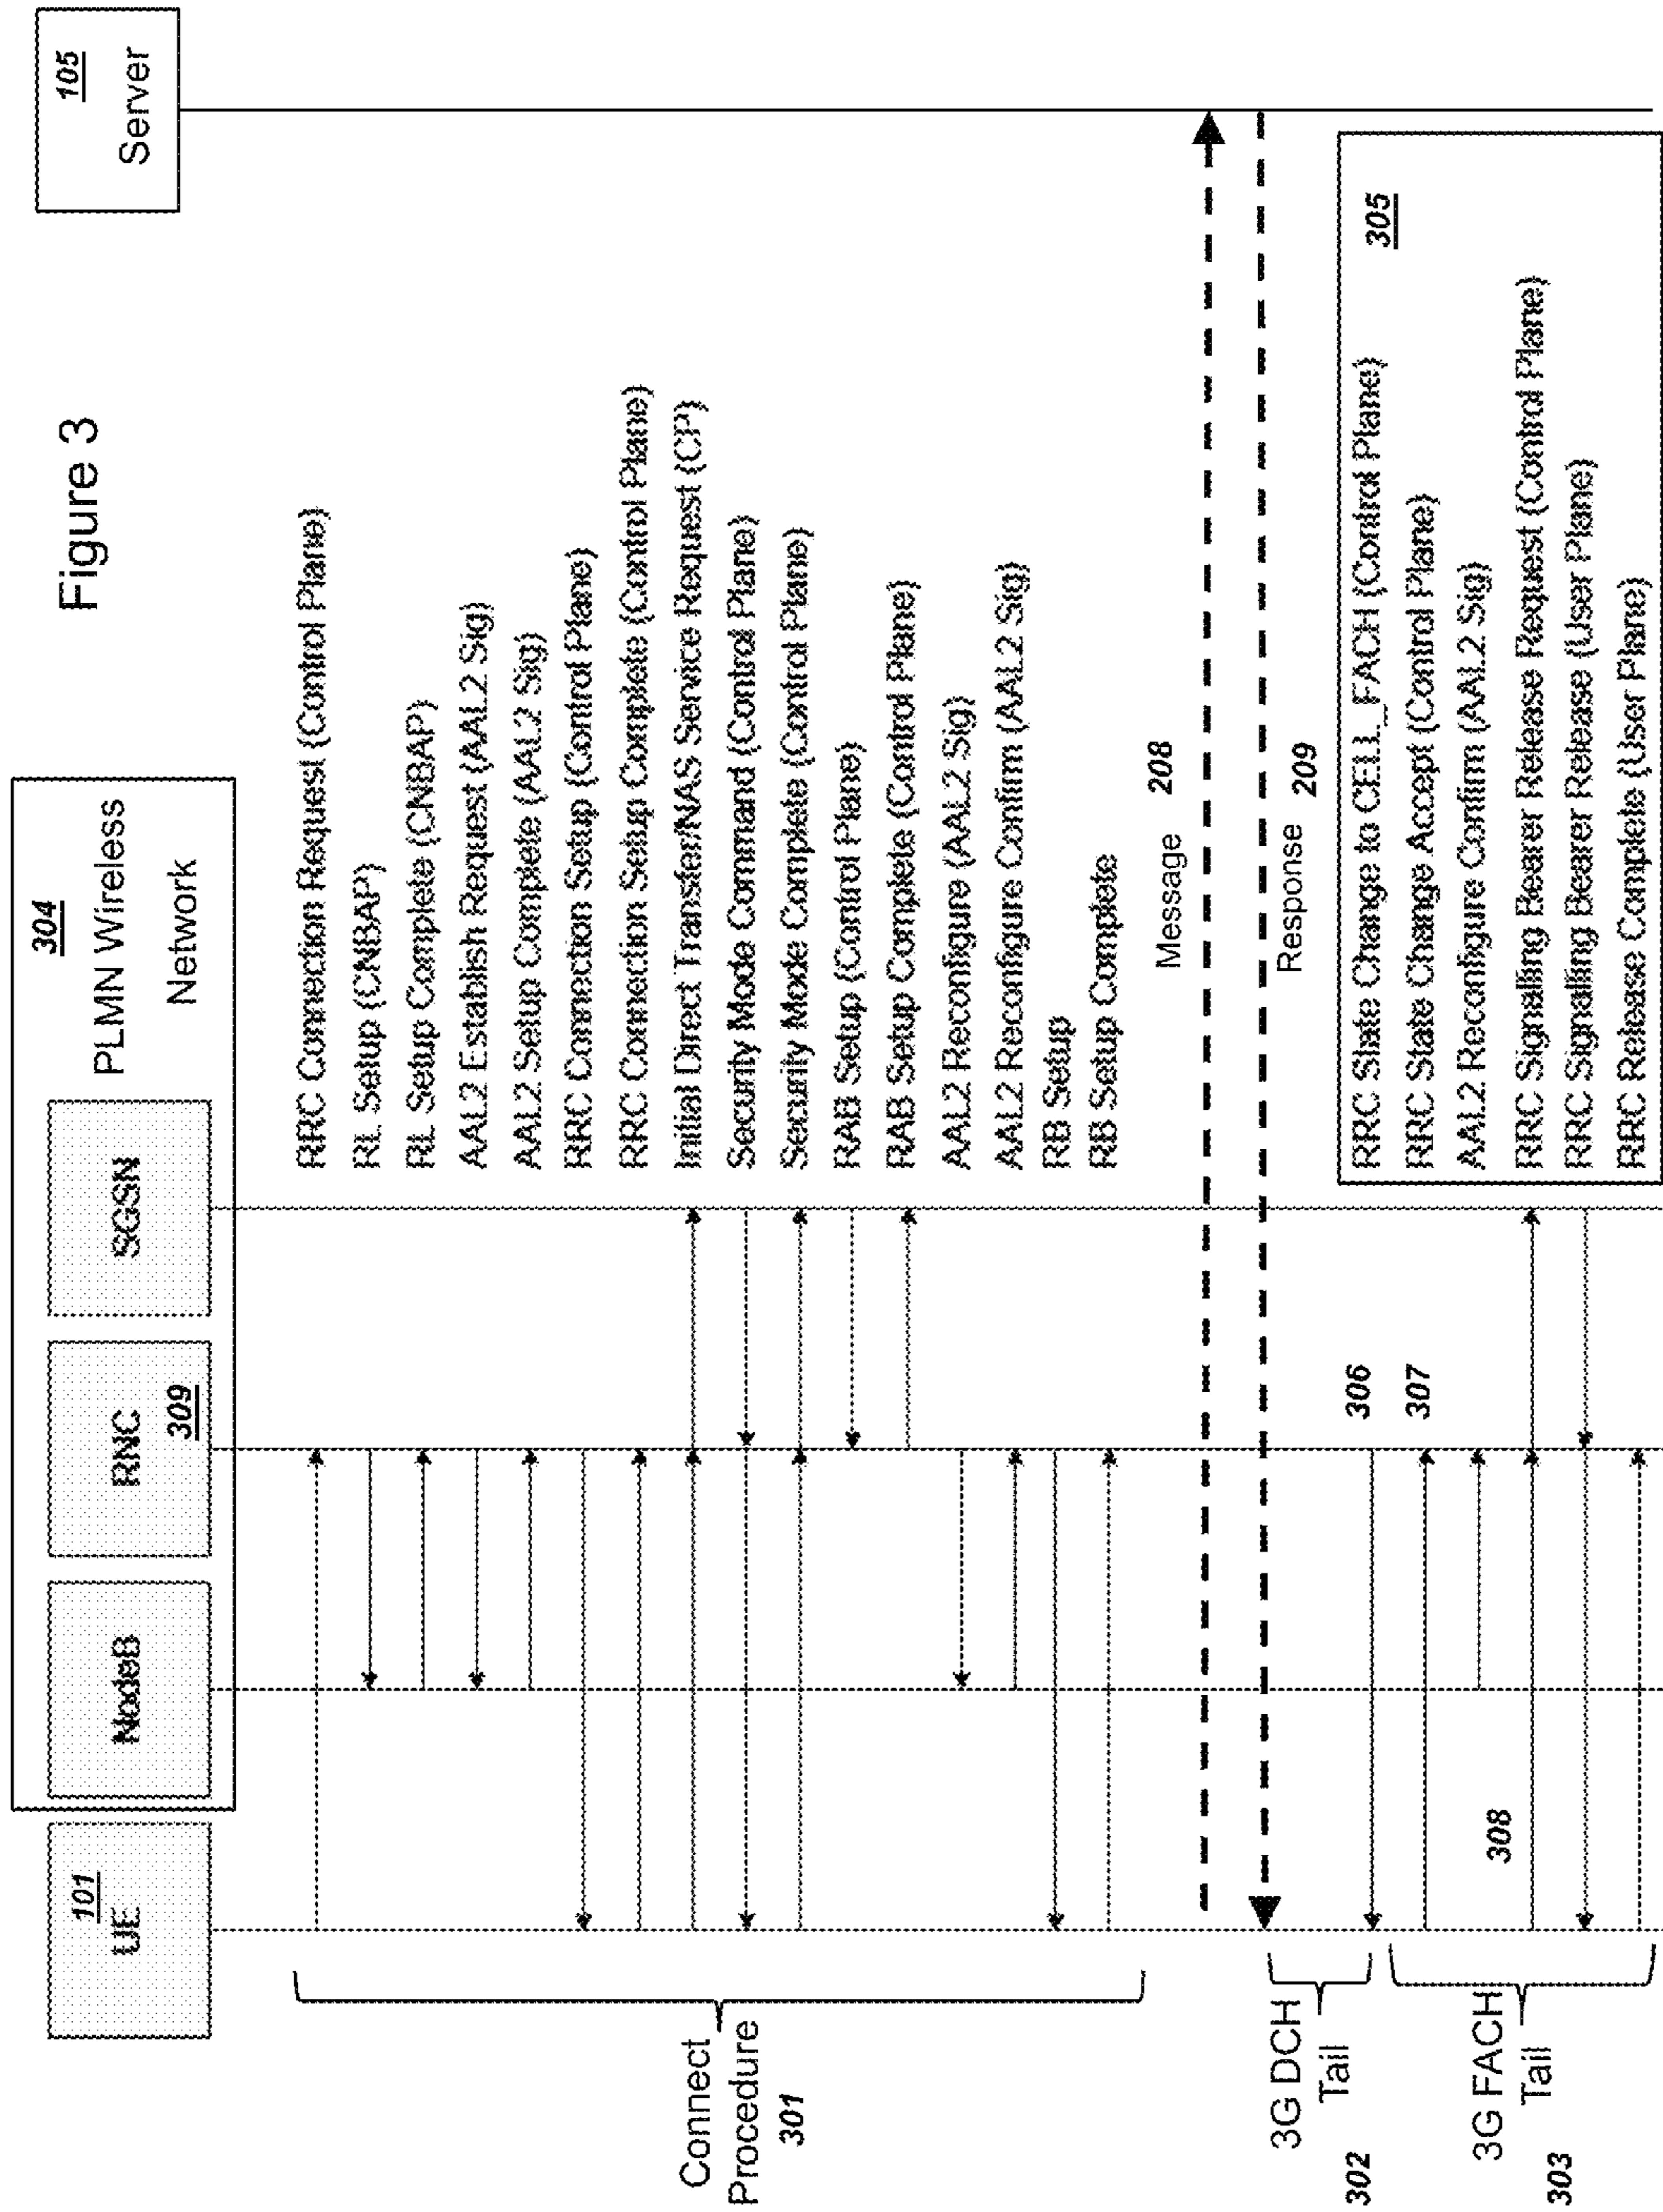 Figure 3
101
UE
NodeB
RNC
309
SGSN
304
PLMN Wireless
Network
105
Server
Connect
Procedure
301
RRC Connection Request (Control Plane)
RL Setup (CNBAP)
RL Setup Complete (CNBAP)
AAL2 Establish Request (AAL2 Sig)
AAL2 Setup Complete (AAL2 Sig)
RRC Connection Setup (Control Plane)
RRC Connection Setup Complete (Control Plane)
Initial Direct Transfer/NAS Service Request (CP)
Security Mode Command (Control Plane)
Security Mode Complete (Control Plane)
RAB Setup (Control Plane)
RAB Setup Complete (Control Plane)
AAL2 Reconfigure (AAL2 Sig)
AAL2 Reconfigure Confirm (AAL2 Sig)
RB Setup
RB Setup Complete
Message 208
Response 209
3G DCH
Tail
302
306
307
3G FACH
Tail
303
308
305
RRC State Change to CELL_FACH (Control Plane)
RRC State Change Accept (Control Plane)
AAL2 Reconfigure Confirm (AAL2 Sig)
RRC Signalling Bearer Release Request (Control Plane)
RRC Signalling Bearer Release (User Plane)
RRC Release Complete (User Plane)